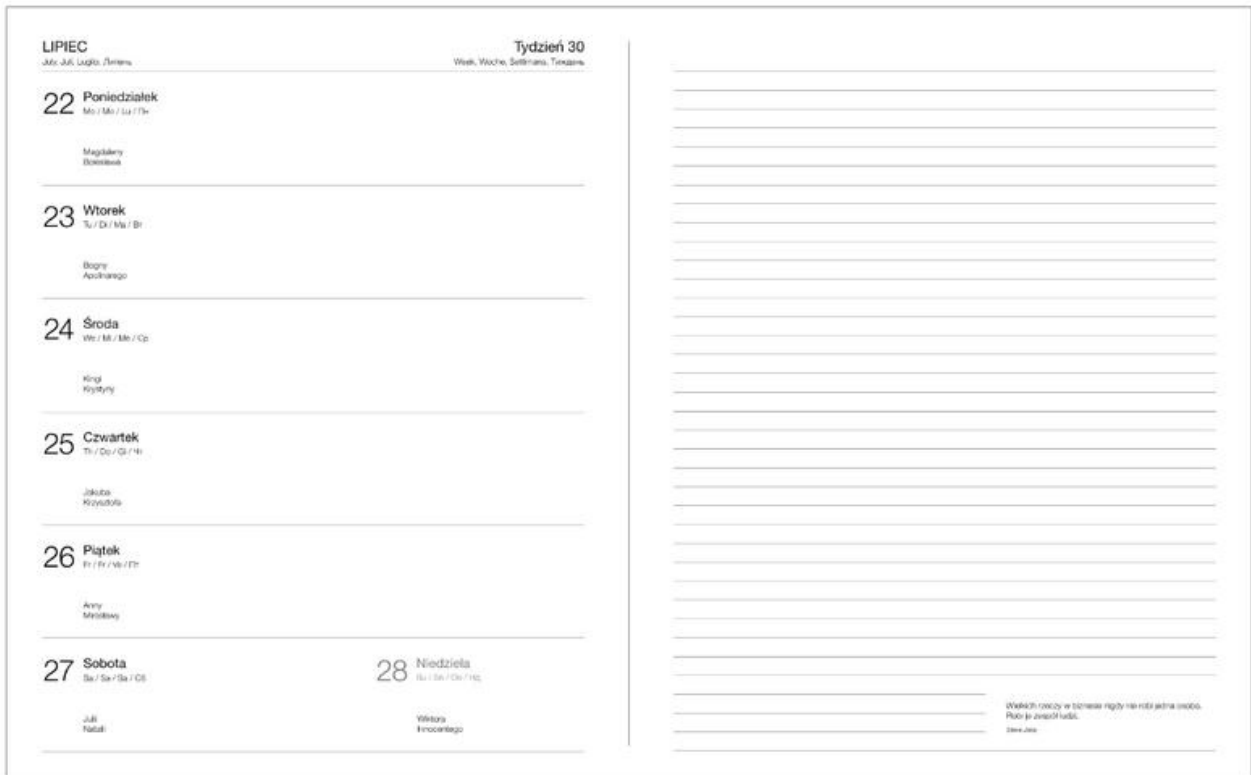 LIPIEC
July, Juli, Luglio, Липень
Tydzień 30
Week, Woche, Settimana, Тиждень
22 Poniedziałek
Mo / Mo / Lu / Пн
Magdaleny
Bolesława
23 Wtorek
Tu / Di / Ma / Вт
Bogny
Apolinarego
24 Środa
We / Mi / Me / Ср
Kingi
Krystyny
25 Czwartek
Th / Do / Gi / Чт
Jakuba
Krzysztofa
26 Piątek
Fr / Fr / Ve / Пт
Anny
Mirosławy
27 Sobota
Sa / Sa / Sa / Сб
Julii
Natalii
28 Niedziela
Su / So / Do / Нд
Wiktora
Innocentego
Wielkich rzeczy w biznesie nigdy nie robi jedna osoba.
Robi je zespół ludzi.
Steve Jobs